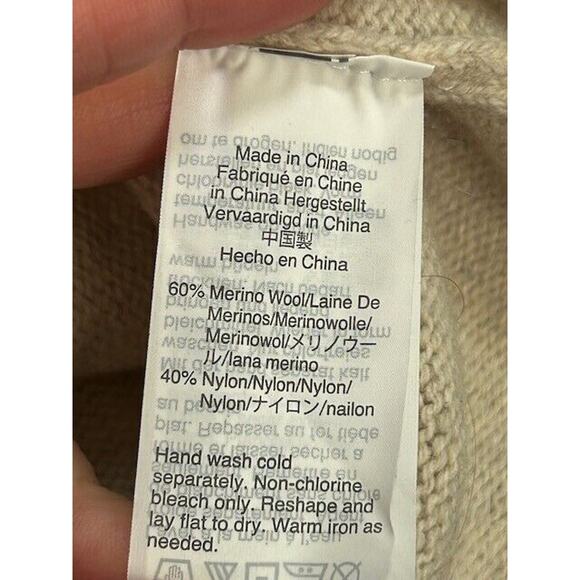 Made in China
Fabriqué en Chine
in China Hergestellt
Vervaardigd in China
中国製
Hecho en China
60% Merino Wool/Laine De
Merinos/Merinowolle/
Merinowol/メリノウー
ル/lana merino
40% Nylon/Nylon/Nylon/
Nylon/ナイロン/nailon
Hand wash cold
separately. Non-chlorine
bleach only. Reshape and
lay flat to dry. Warm iron as
needed.